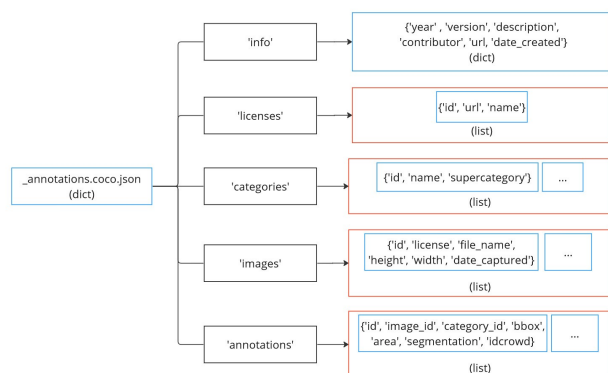 {'year' , 'version', 'description',
'contributor', 'url, 'date_created'}
(dict)
'info'
{'id', 'url', 'name'}
(list)
'licenses'
_annotations.coco.json
(dict)
'categories'
{'id', 'name', 'supercategory'}
...
(list)
'images'
{'id', 'license', 'file_name',
'height', 'width', 'date_captured'}
...
(list)
'annotations'
{'id', 'image_id', 'category_id', 'bbox',
'area', 'segmentation', 'idcrowd}
...
(list)